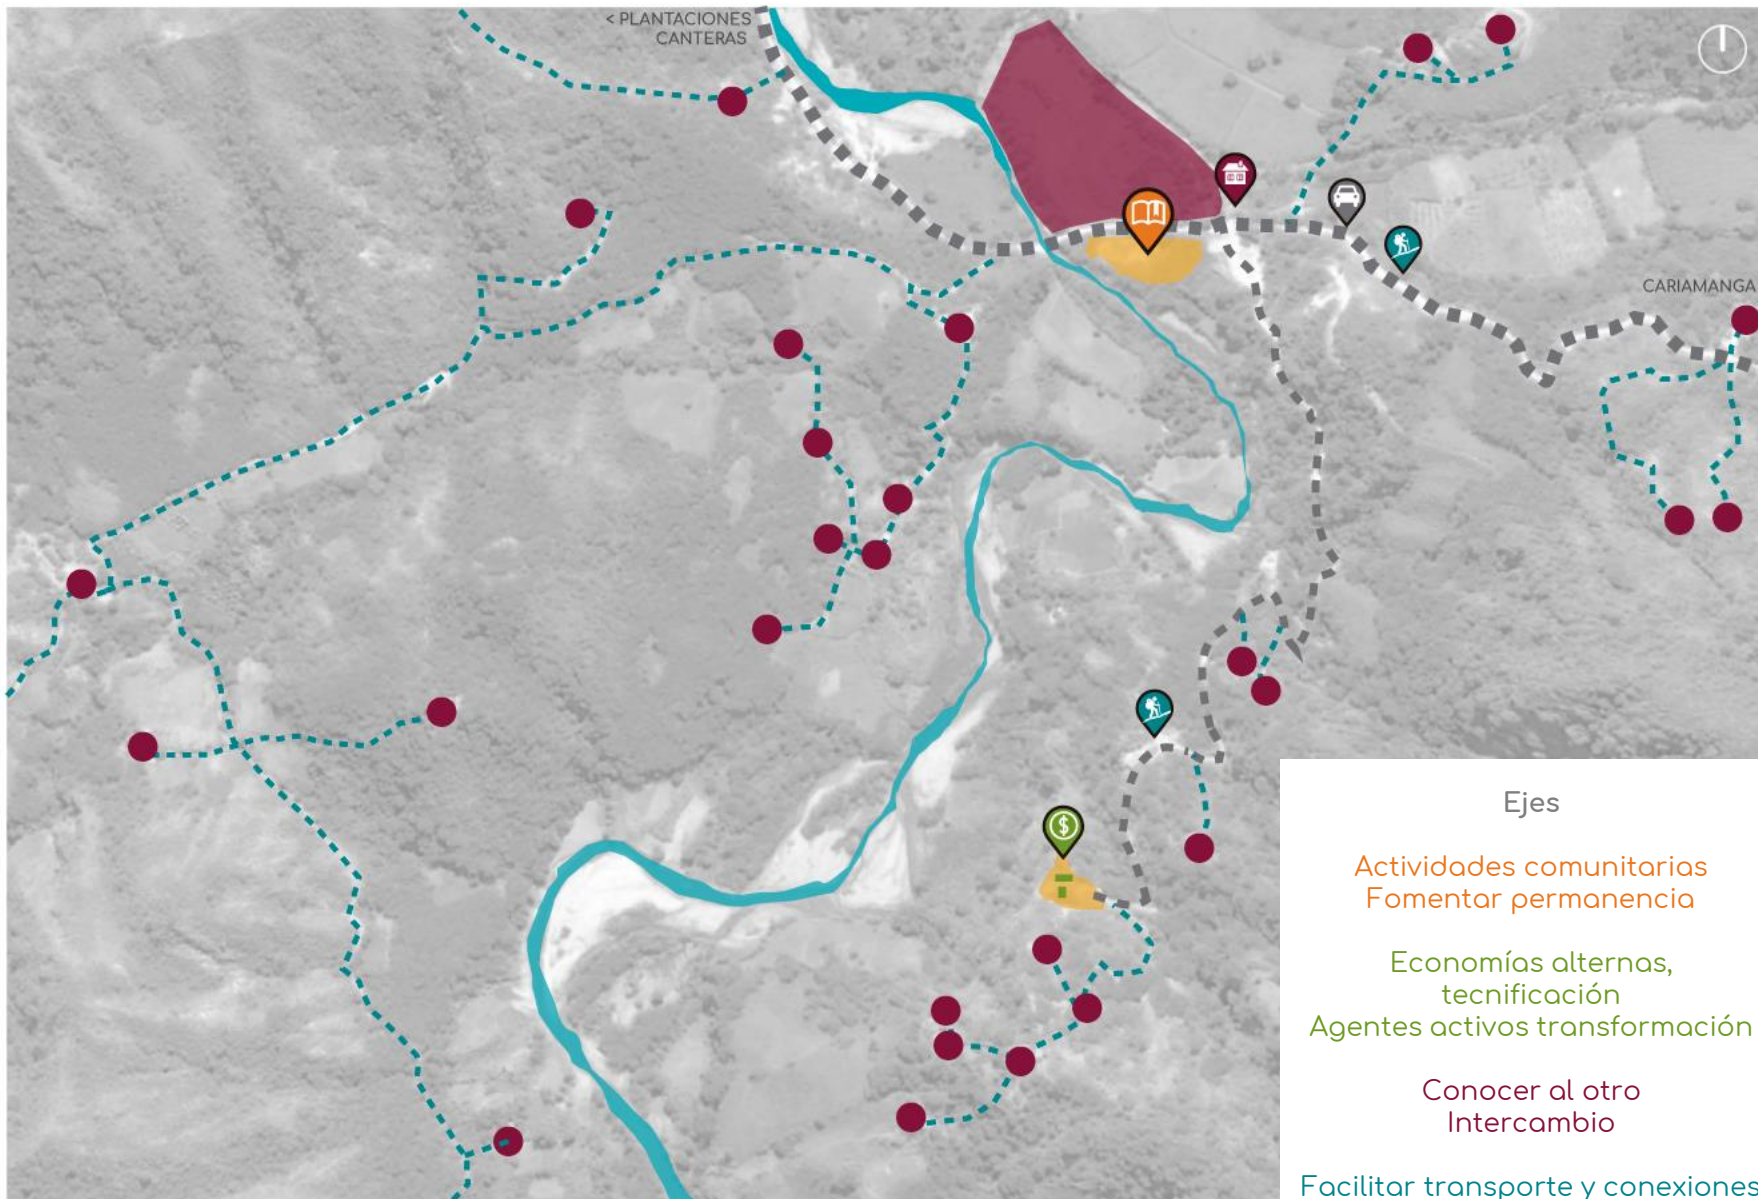 < PLANTACIONES
CANTERAS
CARIAMANGA
Ejes
Actividades comunitarias
Fomentar permanencia
Economías alternas,
tecnificación
Agentes activos transformación
Conocer al otro
Intercambio
Facilitar transporte y conexiones